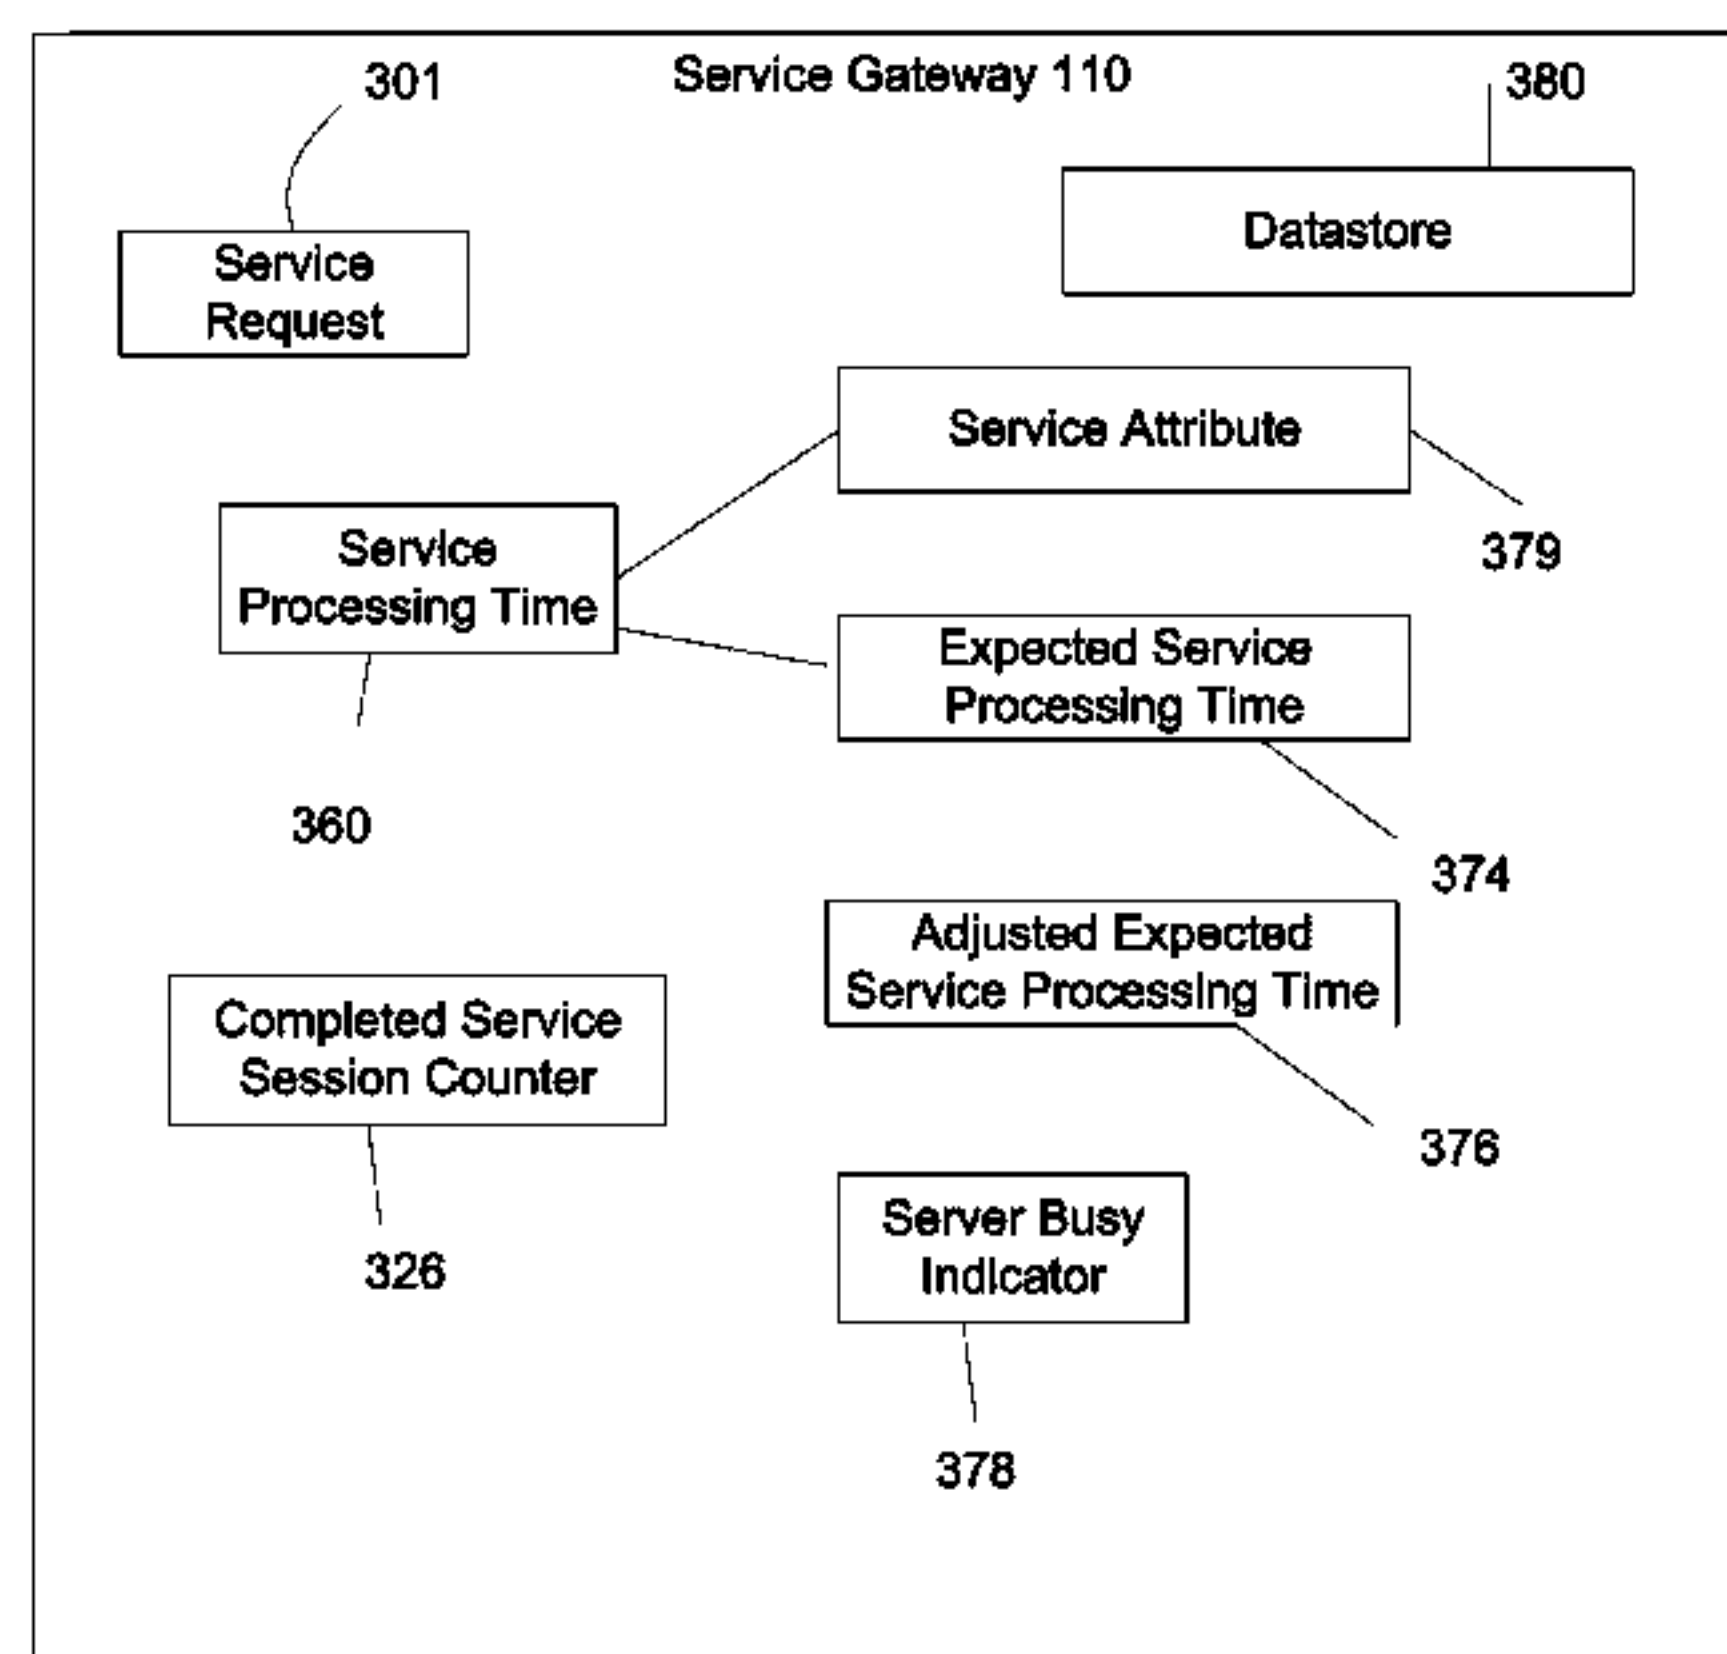 Service Gateway 110
301
380
Service
Request
Datastore
Service Attribute
379
Service
Processing Time
360
Expected Service
Processing Time
374
Adjusted Expected
Service Processing Time
376
Completed Service
Session Counter
326
Server Busy
Indicator
378